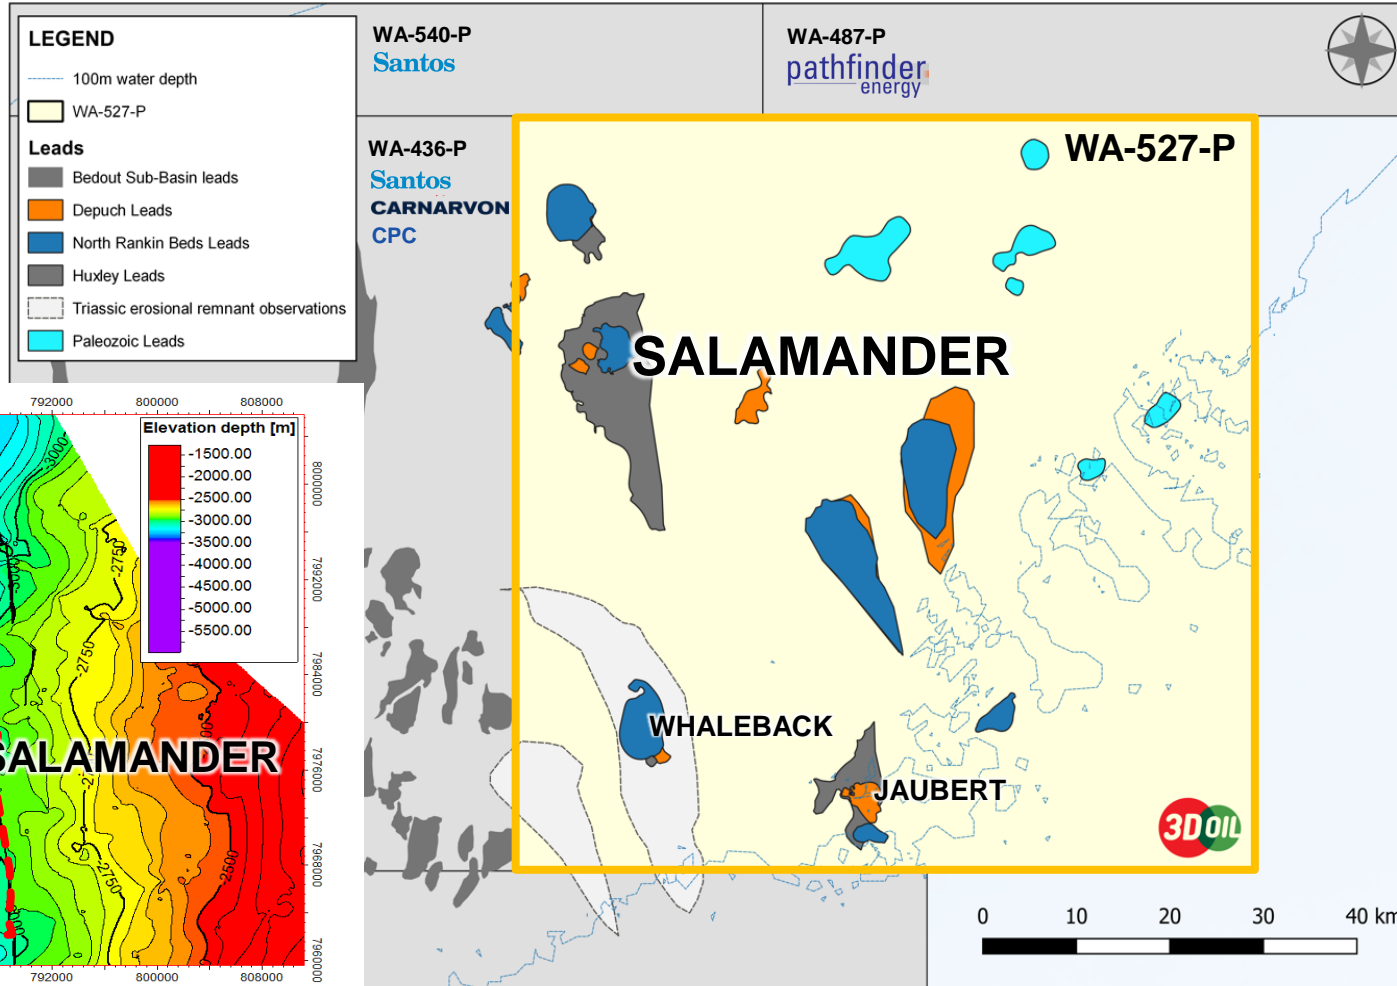 LEGEND
100m water depth
WA-527-P
Leads
Bedout Sub-Basin leads
Depuch Leads
North Rankin Beds Leads
Huxley Leads
Triassic erosional remnant observations
Paleozoic Leads
WA-540-P
Santos
WA-487-P
pathfinder
energy
WA-436-P
Santos
CARNARVON
CPC
WA-527-P
SALAMANDER
WHALEBACK
JAUBERT
3D OIL
0 10 20 30 40 km
792000 800000 808000
Elevation depth [m]
-1500.00
-2000.00
-2500.00
-3000.00
-3500.00
-4000.00
-4500.00
-5000.00
-5500.00
8000000
7992000
7984000
7976000
7968000
7960000
-3000
-2750
-2750
-2750
-2500
SALAMANDER
792000 800000 808000